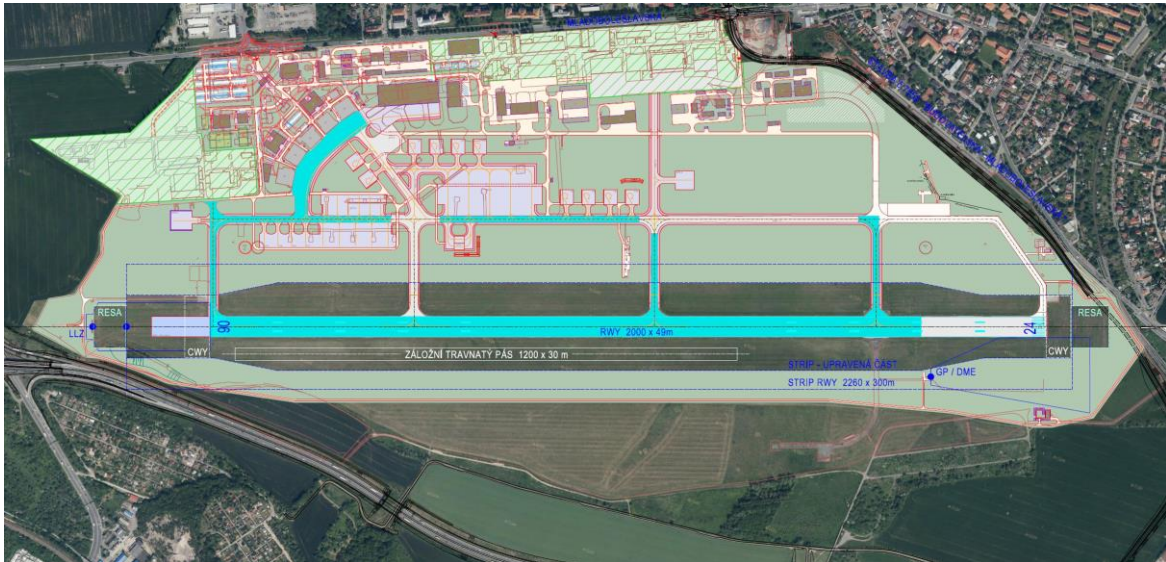 MLADOBOLESLAVSKÁ
RESA
LLZ
CWY
06
RWY 2000 x 49m
24
RESA
CWY
ZÁLOŽNÍ TRAVNATÝ PÁS 1200 x 30 m
STRIP - UPRAVENÁ ČÁST
STRIP RWY 2260 x 300m
GP / DME